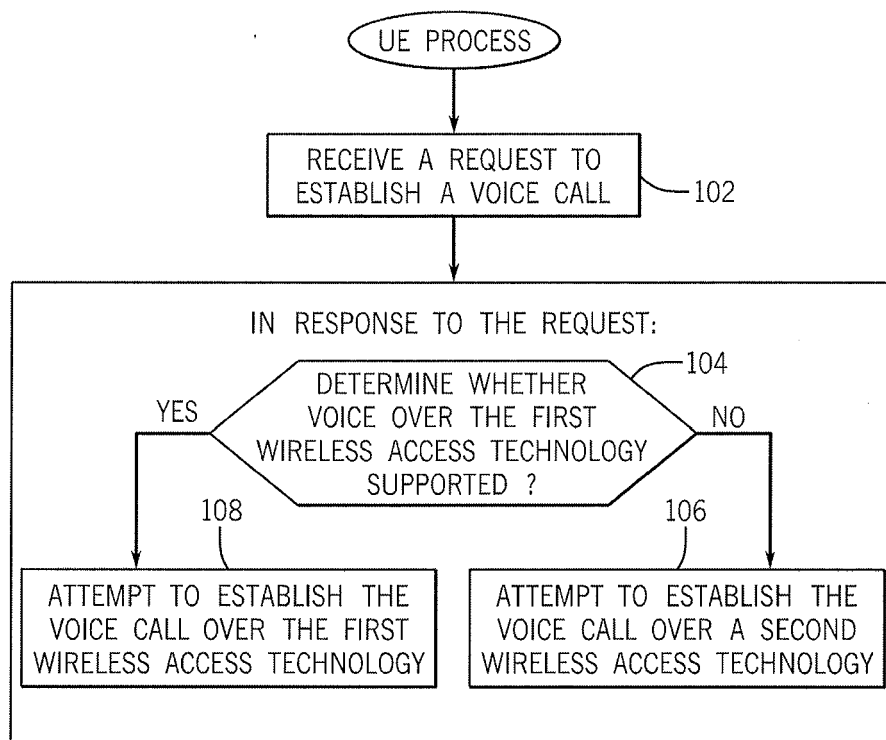 UE PROCESS
RECEIVE A REQUEST TO
ESTABLISH A VOICE CALL
102
IN RESPONSE TO THE REQUEST:
104
DETERMINE WHETHER
VOICE OVER THE FIRST
WIRELESS ACCESS TECHNOLOGY
SUPPORTED ?
YES
NO
108
ATTEMPT TO ESTABLISH THE
VOICE CALL OVER THE FIRST
WIRELESS ACCESS TECHNOLOGY
106
ATTEMPT TO ESTABLISH THE
VOICE CALL OVER A SECOND
WIRELESS ACCESS TECHNOLOGY